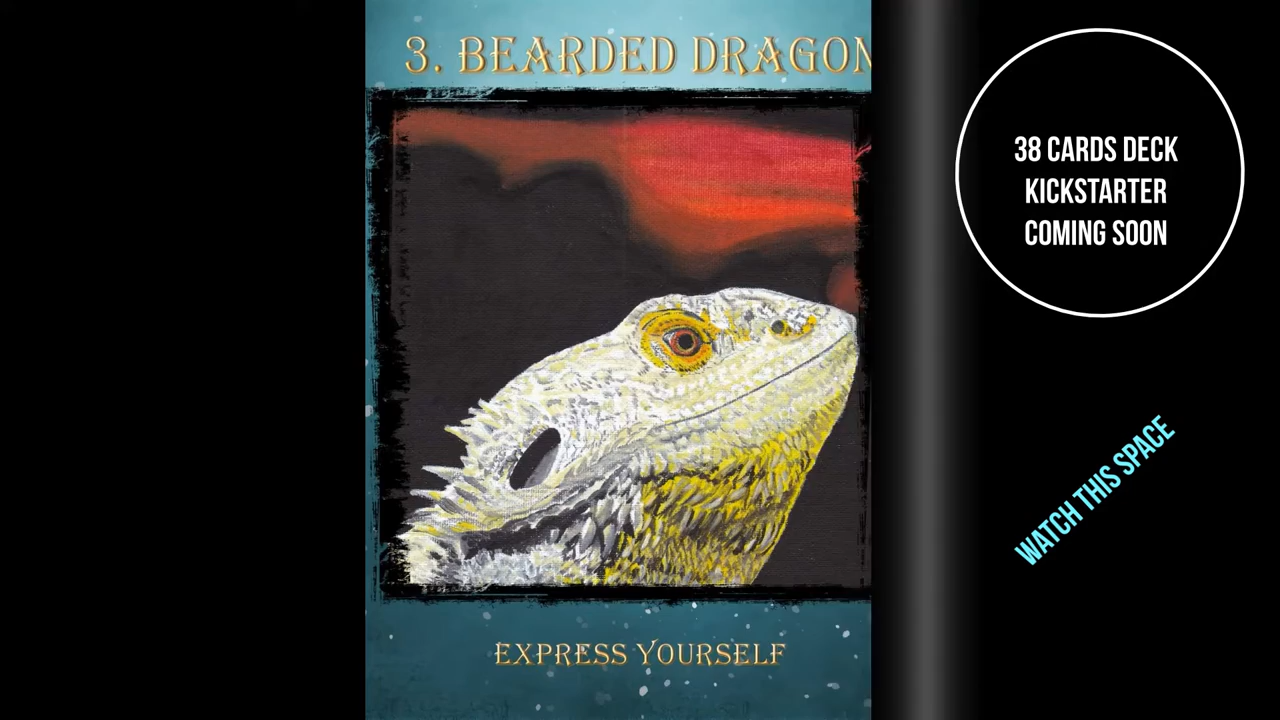 3. BEARDED DRAGON
EXPRESS YOURSELF
38 CARDS DECK
KICKSTARTER
COMING SOON
WATCH THIS SPACE